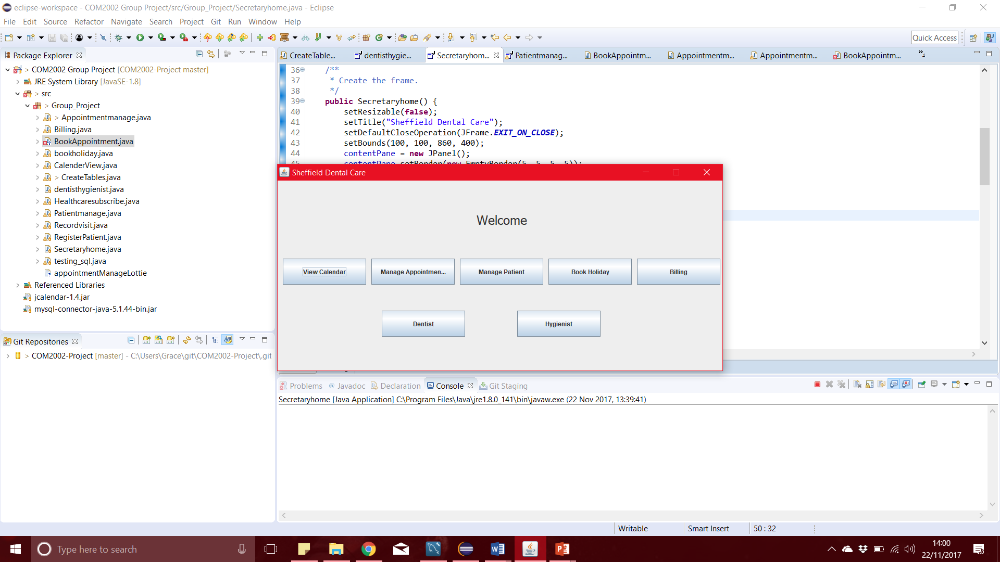 eclipse-workspace - COM2002 Group Project/src/Group_Project/Secretaryhome.java - Eclipse
File Edit Source Refactor Navigate Search Project Git Run Window Help
Quick Access
Package Explorer
> COM2002 Group Project [COM2002-Project master]
JRE System Library [JavaSE-1.8]
> src
> Group_Project
> Appointmentmanage.java
Billing.java
BookAppointment.java
bookholiday.java
CalenderView.java
> CreateTables.java
dentisthygienist.java
Healthcaresubscribe.java
Patientmanage.java
Recordvisit.java
RegisterPatient.java
Secretaryhome.java
testing_sql.java
appointmentManageLottie
Referenced Libraries
jcalendar-1.4.jar
mysql-connector-java-5.1.44-bin.jar
Git Repositories
> COM2002-Project [master] - C:\Users\Grace\git\COM2002-Project\.git
CreateTable... dentisthygie... Secretaryhom... Patientmanag... BookAppointm... Appointmentm... Appointmentm... BookAppointm... »4
36 /**
37 * Create the frame.
38 */
39 public Secretaryhome() {
40 setResizable(false);
41 setTitle("Sheffield Dental Care");
42 setDefaultCloseOperation(JFrame.EXIT_ON_CLOSE);
43 setBounds(100, 100, 860, 400);
44 contentPane = new JPanel();
45 contentPane.setBorder(new EmptyBorder(5, 5, 5, 5));
Sheffield Dental Care
Welcome
View Calendar Manage Appointmen... Manage Patient Book Holiday Billing
Dentist Hygienist
Problems @ Javadoc Declaration Console Git Staging
Secretaryhome [Java Application] C:\Program Files\Java\jre1.8.0_141\bin\javaw.exe (22 Nov 2017, 13:39:41)
Writable Smart Insert 50 : 32
Type here to search
14:00
22/11/2017